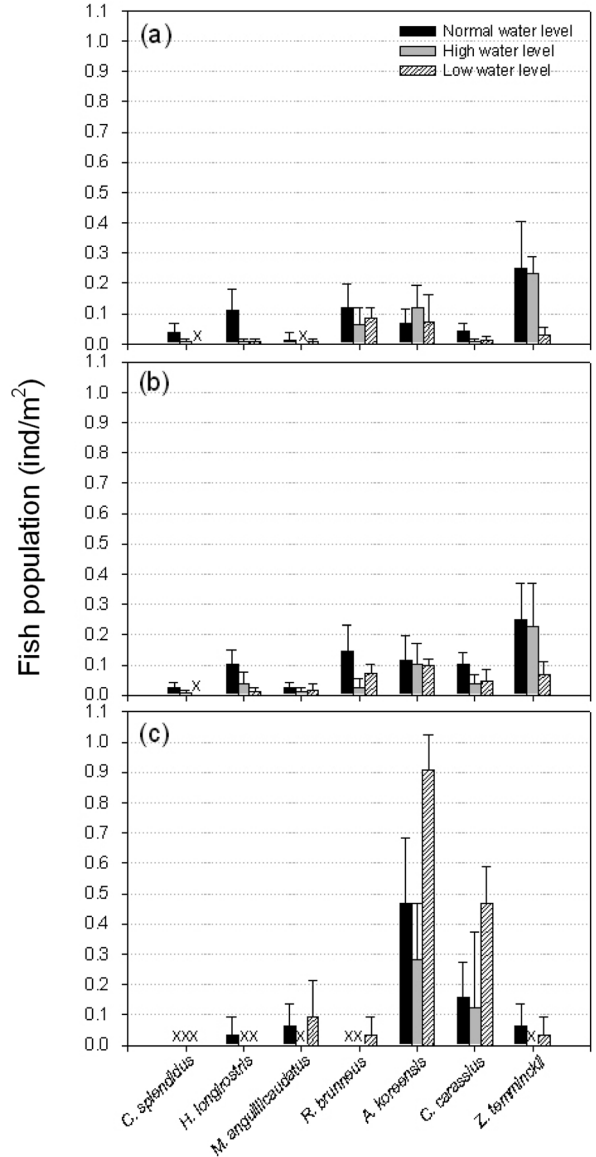 Fish population (ind/m²)
1.1
1.0
0.9
0.8
0.7
0.6
0.5
0.4
0.3
0.2
0.1
0.0
(a)
Normal water level
High water level
Low water level
X
X
1.1
1.0
0.9
0.8
0.7
0.6
0.5
0.4
0.3
0.2
0.1
0.0
(b)
X
1.1
1.0
0.9
0.8
0.7
0.6
0.5
0.4
0.3
0.2
0.1
0.0
(c)
XXX XX X XX X
C. splendidus
H. longirostris
M. anguillicaudatus
R. brunneus
A. koreensis
C. carassius
Z. temminckii